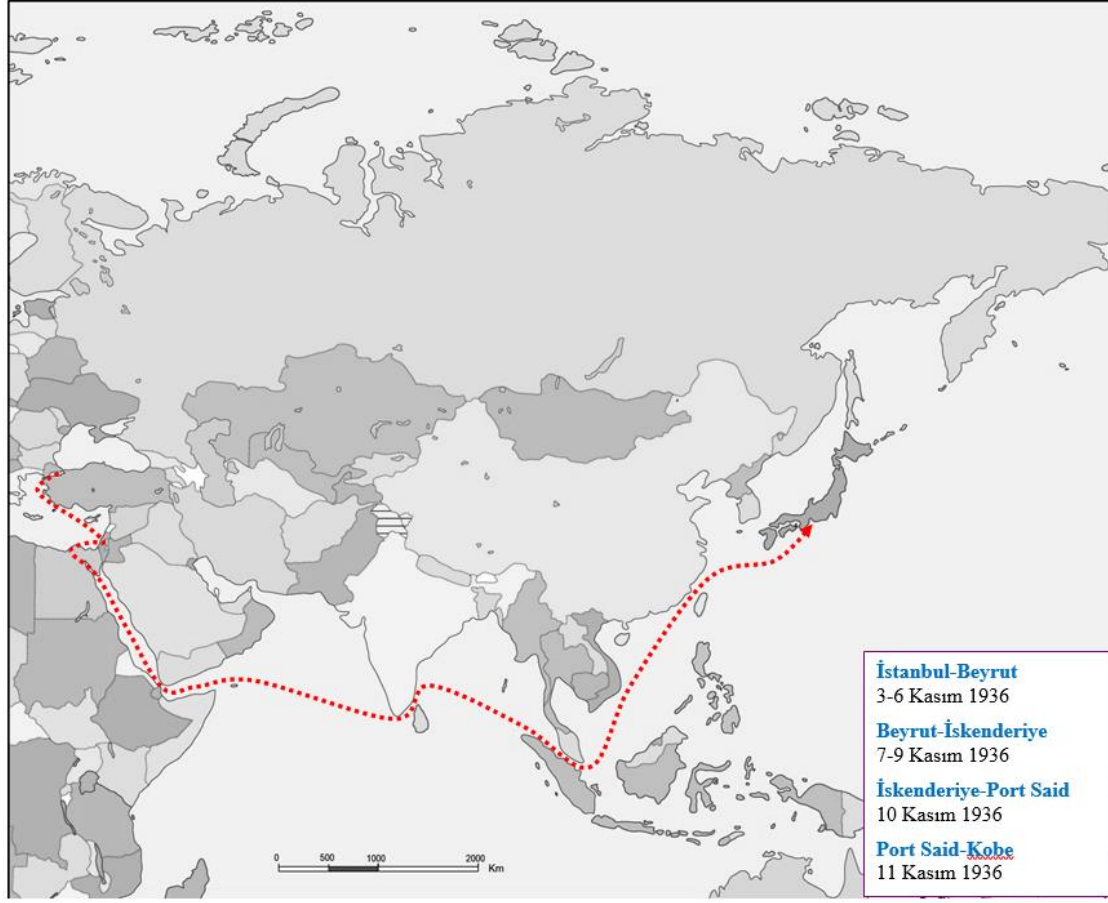 İstanbul-Beyrut
3-6 Kasım 1936
Beyrut-İskenderiye
7-9 Kasım 1936
İskenderiye-Port Said
10 Kasım 1936
Port Said-Kobe
11 Kasım 1936
0 500 1000 2000
Km